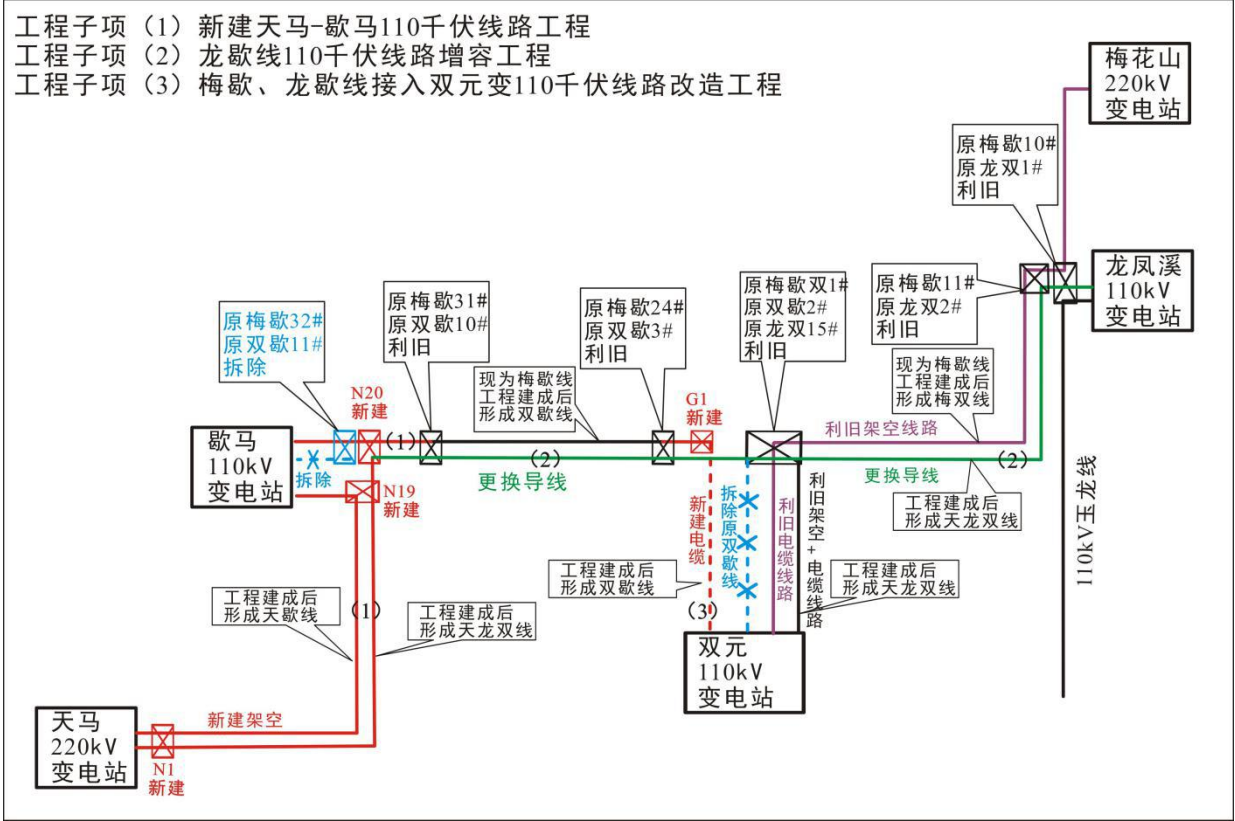 工程子项（1）新建天马-歇马110千伏线路工程
工程子项（2）龙歇线110千伏线路增容工程
工程子项（3）梅歇、龙歇线接入双元变110千伏线路改造工程
梅花山
220kV
变电站
原梅歇10#
原龙双1#
利旧
龙凤溪
110kV
变电站
原梅歇32#
原双歇11#
拆除
原梅歇31#
原双歇10#
利旧
原梅歇24#
原双歇3#
利旧
原梅歇双1#
原双歇2#
原龙双15#
利旧
原梅歇11#
原龙双2#
利旧
N20
新建
现为梅歇线
工程建成后
形成双歇线
G1
新建
现为梅歇线
工程建成后
形成梅双线
歇马
110kV
变电站
拆除
(1)
(2)
更换导线
利旧架空线路
更换导线
(2)
N19
新建
新建电缆
拆除原双歇线
利旧电缆线路
利旧架空+电缆线路
工程建成后
形成天龙双线
110kV玉龙线
工程建成后
形成天歇线
(1)
工程建成后
形成天龙双线
工程建成后
形成双歇线
(3)
工程建成后
形成天龙双线
双元
110kV
变电站
天马
220kV
变电站
新建架空
N1
新建